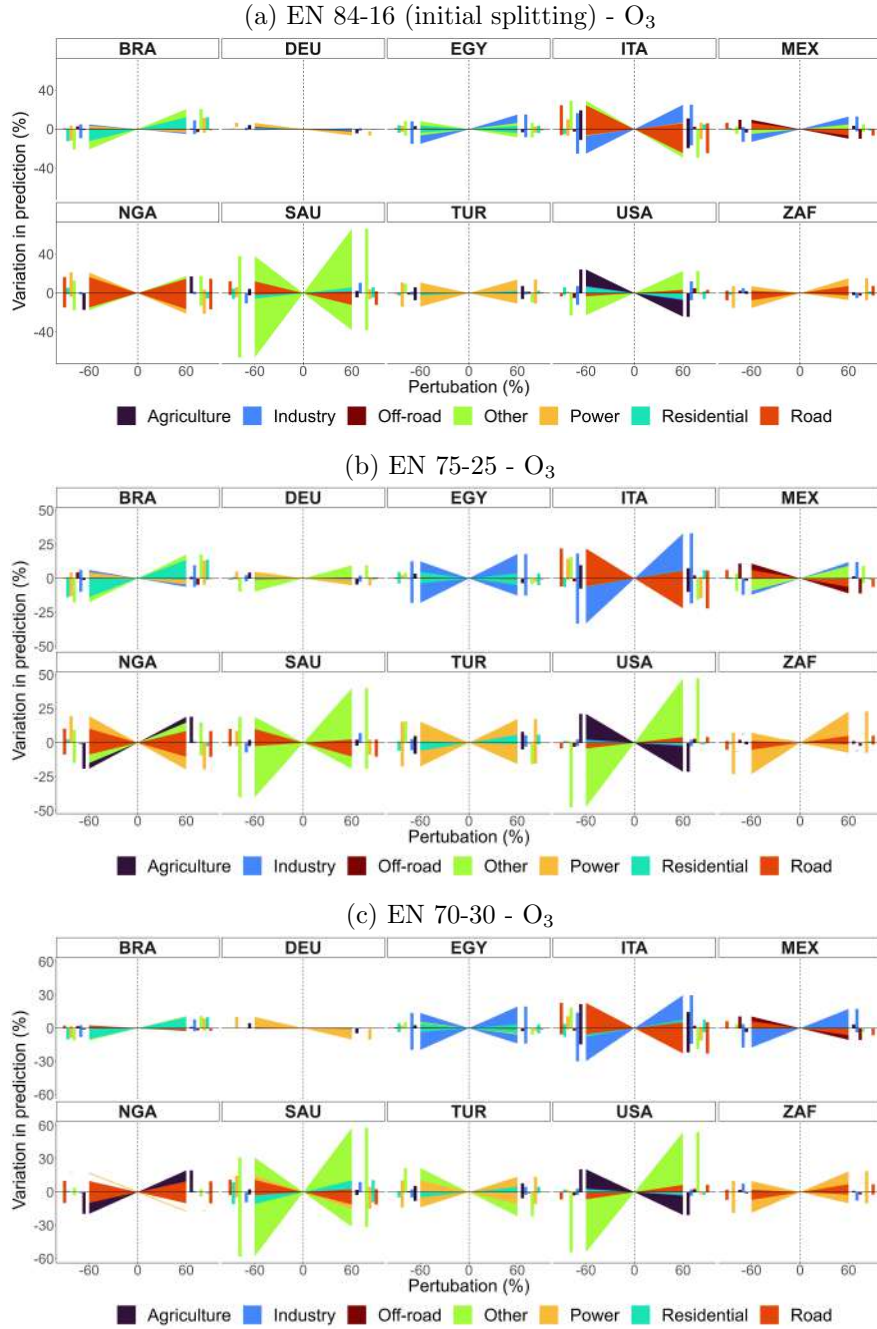 (a) EN 84-16 (initial splitting) - O3
BRA DEU EGY ITA MEX
40
0
-40
NGA SAU TUR USA ZAF
40
0
-40
Variation in prediction (%)
-60 0 60 -60 0 60 -60 0 60 -60 0 60 -60 0 60
Pertubation (%)
Agriculture Industry Off-road Other Power Residential Road
(b) EN 75-25 - O3
BRA DEU EGY ITA MEX
50
25
0
-25
-50
NGA SAU TUR USA ZAF
50
25
0
-25
-50
Variation in prediction (%)
-60 0 60 -60 0 60 -60 0 60 -60 0 60 -60 0 60
Pertubation (%)
Agriculture Industry Off-road Other Power Residential Road
(c) EN 70-30 - O3
BRA DEU EGY ITA MEX
60
30
0
-30
-60
NGA SAU TUR USA ZAF
60
30
0
-30
-60
Variation in prediction (%)
-60 0 60 -60 0 60 -60 0 60 -60 0 60 -60 0 60
Pertubation (%)
Agriculture Industry Off-road Other Power Residential Road